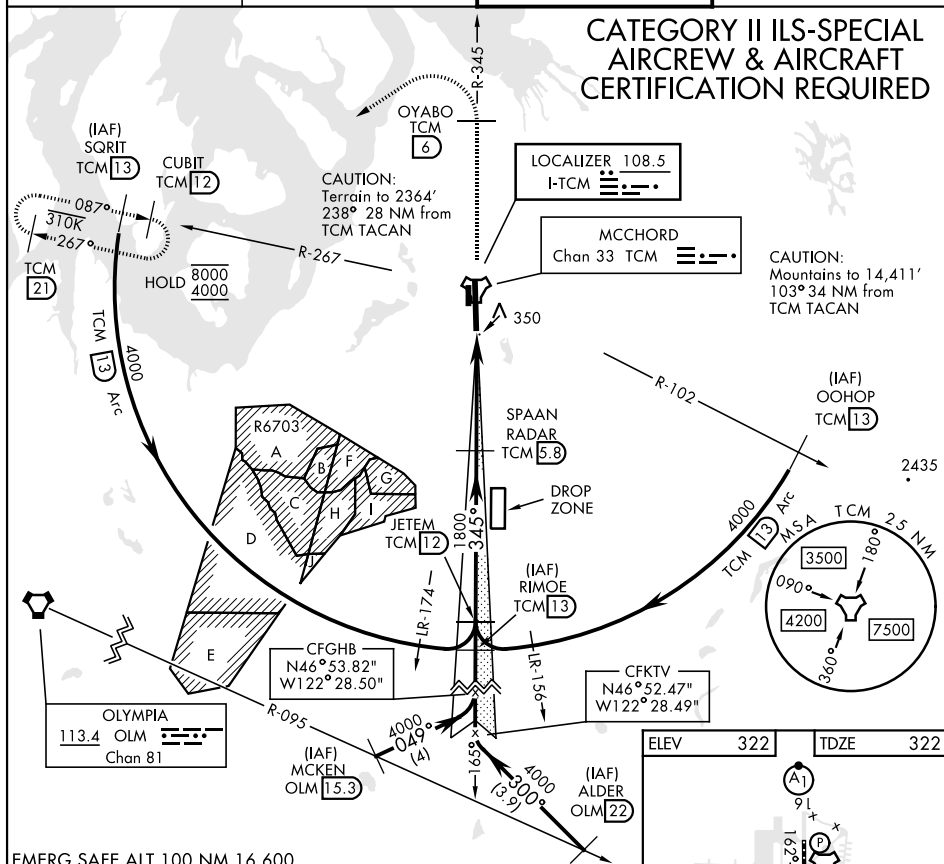 CATEGORY II ILS-SPECIAL
AIRCREW & AIRCRAFT
CERTIFICATION REQUIRED
R-345
OYABO
TCM
6
(IAF)
SQRIT
TCM 13
CUBIT
TCM 12
087°
310K
267°
TCM
21
HOLD 8000
4000
R-267
CAUTION:
Terrain to 2364'
238° 28 NM from
TCM TACAN
LOCALIZER 108.5
I-TCM
MCCHORD
Chan 33 TCM
CAUTION:
Mountains to 14,411'
103° 34 NM from
TCM TACAN
350
TCM 13 Arc
4000
R-102
(IAF)
OOHOP
TCM 13
2435
R6703
A
B
F
G
C
H
I
D
J
E
SPAAN
RADAR
TCM 5.8
DROP
ZONE
JETEM
TCM 12
1800
345°
(IAF)
RIMOE
TCM 13
4000
TCM 13 Arc
MSA TCM 25 NM
3500
180°
090°
4200
7500
360°
LR-174
LR-156
CFGHB
N46°53.82"
W122°28.50"
CFKTV
N46°52.47"
W122°28.49"
OLYMPIA
113.4 OLM
Chan 81
R-095
4000
049°
(4)
165°
(IAF)
MCKEN
OLM 15.3
4000
300°
(3.9)
(IAF)
ALDER
OLM 22
ELEV 322
TDZE 322
A1
16
162°
P
EMERG SAFE ALT 100 NM 16,600